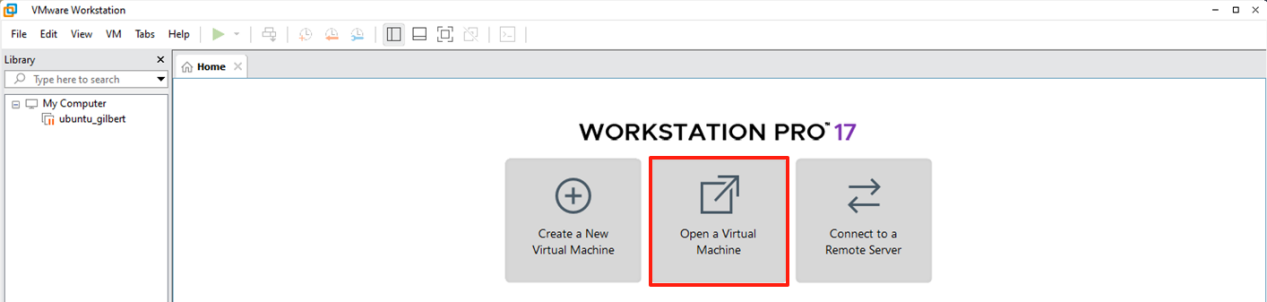 VMware Workstation
File Edit View VM Tabs Help
Library
Type here to search
My Computer
ubuntu_gilbert
Home
WORKSTATION PRO™ 17
Create a New
Virtual Machine
Open a Virtual
Machine
Connect to a
Remote Server